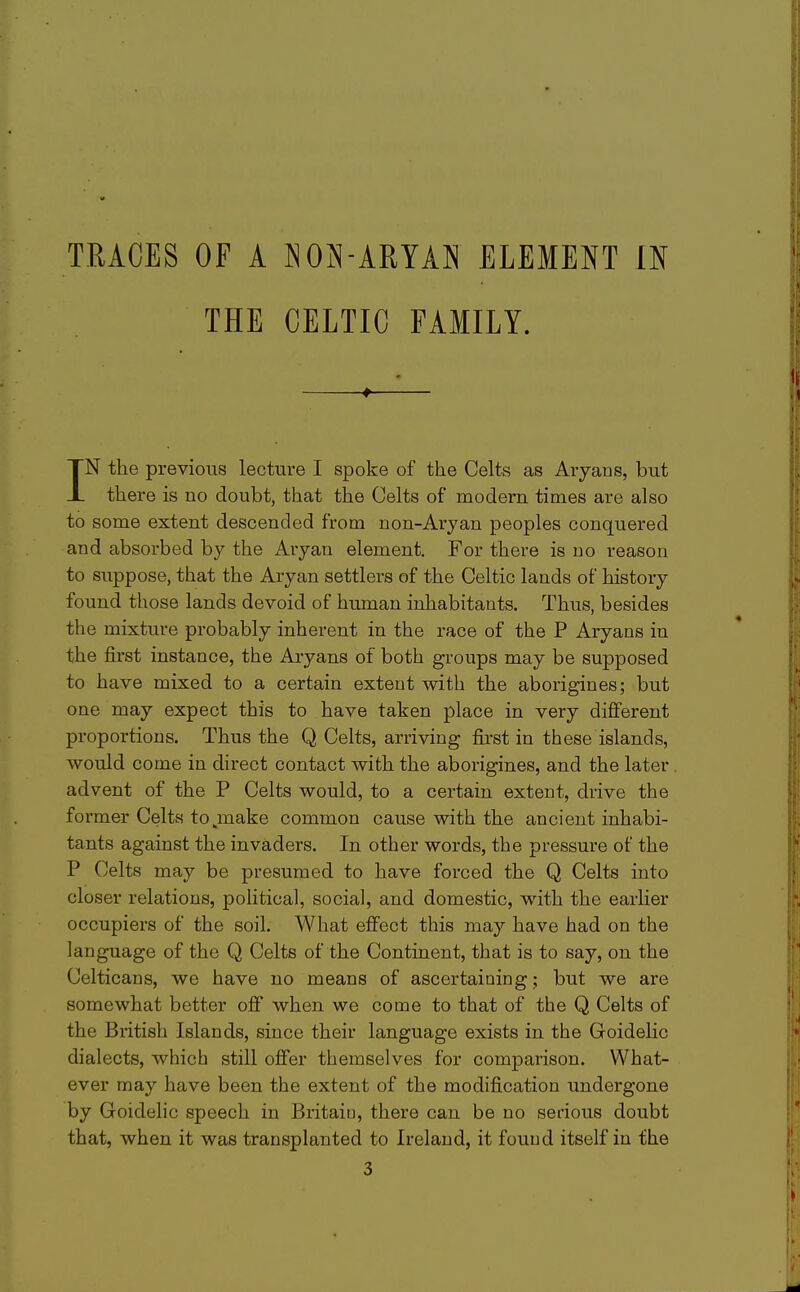 TRACES OF A NON-ARYAN ELEMENT IN
THE CELTIC FAMILY.
IN the previous lecture I spoke of the Celts as Aryans, but
there is no doubt, that the Celts of modern times are also
to some extent descended from non-Aryan peoples conquered
and absorbed by the Aryan element. For there is no reason
to suppose, that the Aryan settlers of the Celtic lands of history
found those lands devoid of human inhabitants. Thus, besides
the mixture probably inherent in the race of the P Aryans in
the first instance, the Aryans of both groups may be supposed
to have mixed to a certain extent with the aborigines; but
one may expect this to have taken place in very different
proportions. Thus the Q Celts, arriving first in these islands,
would come in direct contact with the aborigines, and the later
advent of the P Celts would, to a certain extent, drive the
former Celts to make common cause with the ancient inhabi-
tants against the invaders. In other words, the pressure of the
P Celts may be presumed to have forced the Q Celts into
closer relations, political, social, and domestic, with the earlier
occupiers of the soil. What effect this may have had on the
language of the Q Celts of the Continent, that is to say, on the
Celticans, we have no means of ascertaining; but we are
somewhat better off when we come to that of the Q Celts of
the British Islands, since their language exists in the Goidelic
dialects, which still offer themselves for comparison. What-
ever may have been the extent of the modification undergone
by Goidelic speech in Britain, there can be no serious doubt
that, when it was transplanted to Ireland, it found itself in the
3